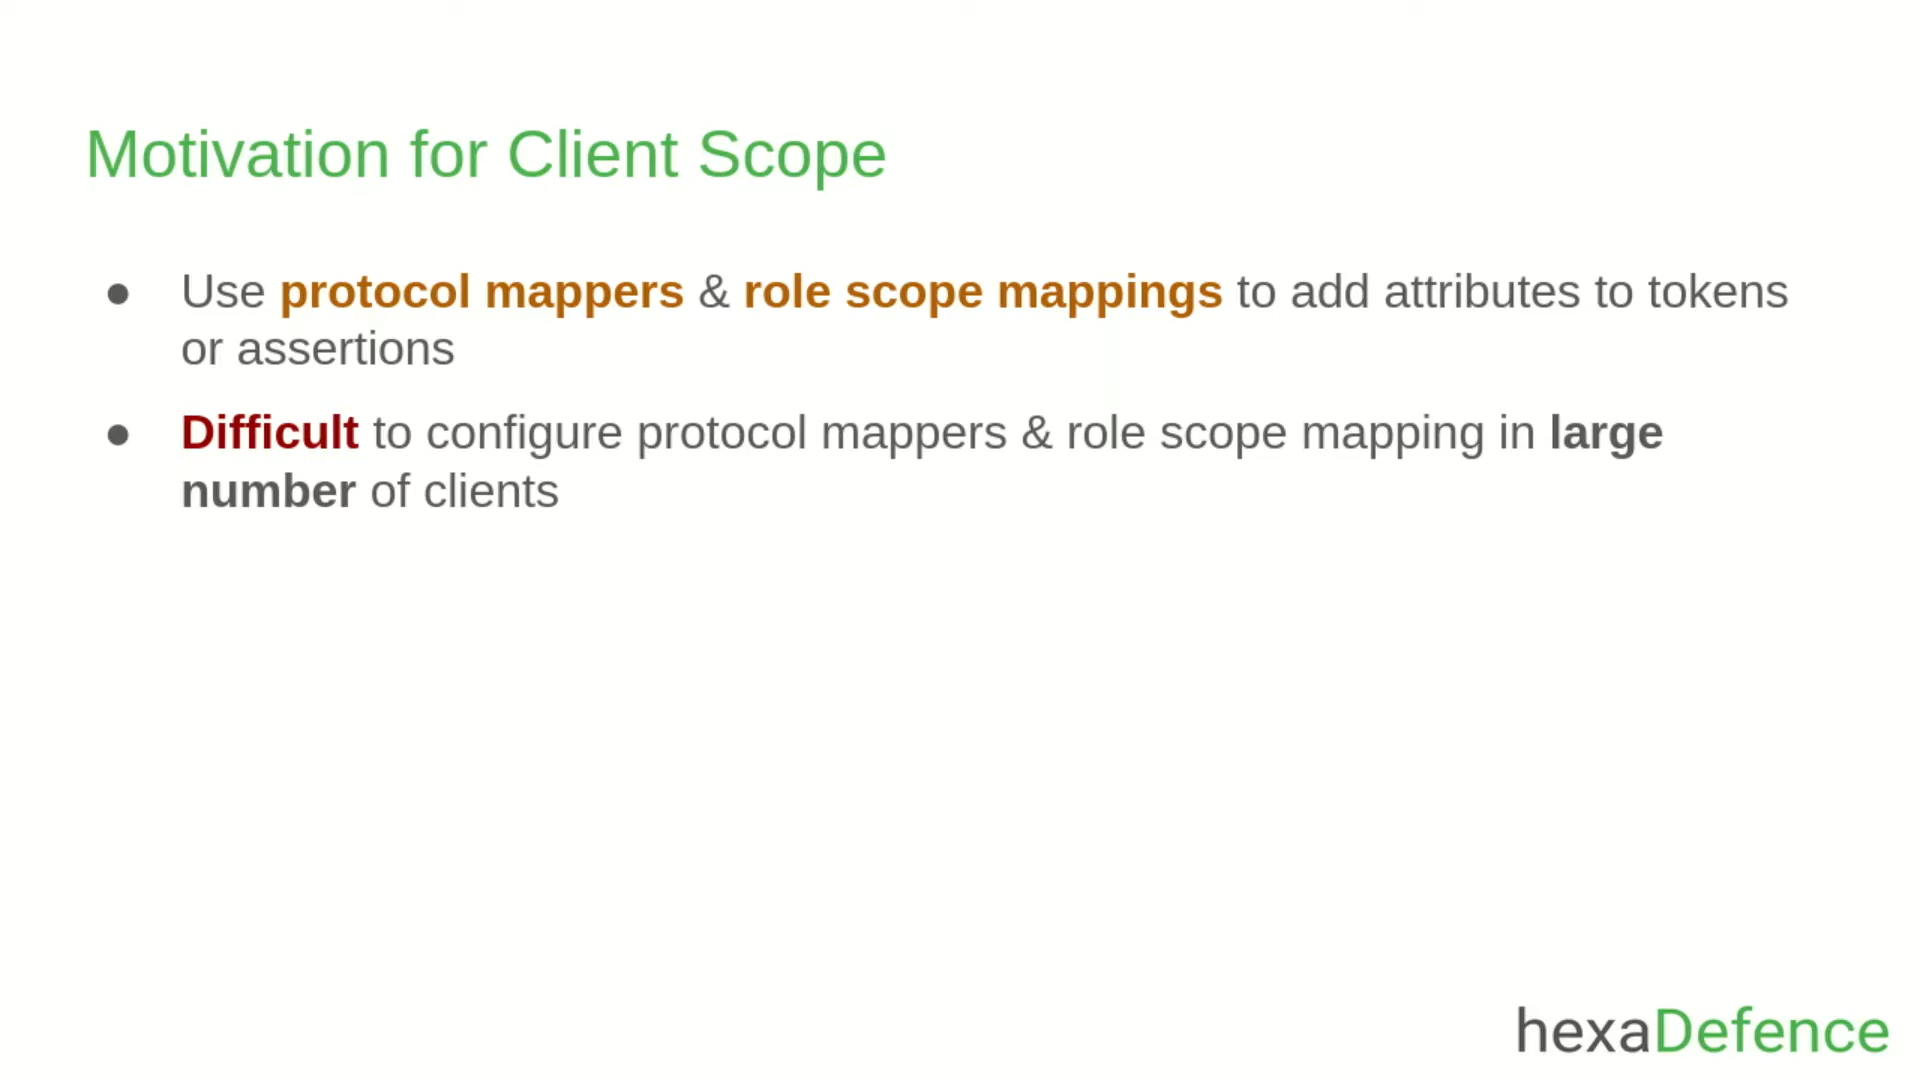 Motivation for Client Scope
● Use protocol mappers & role scope mappings to add attributes to tokens
or assertions
● Difficult to configure protocol mappers & role scope mapping in large
number of clients
hexaDefence